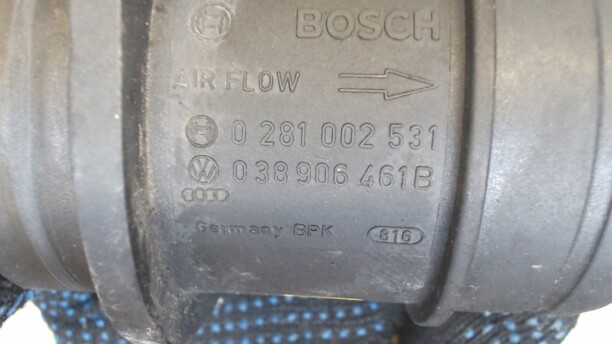 BOSCH
AIR FLOW
0 281 002 531
038 906 461B
Germany BPK 816